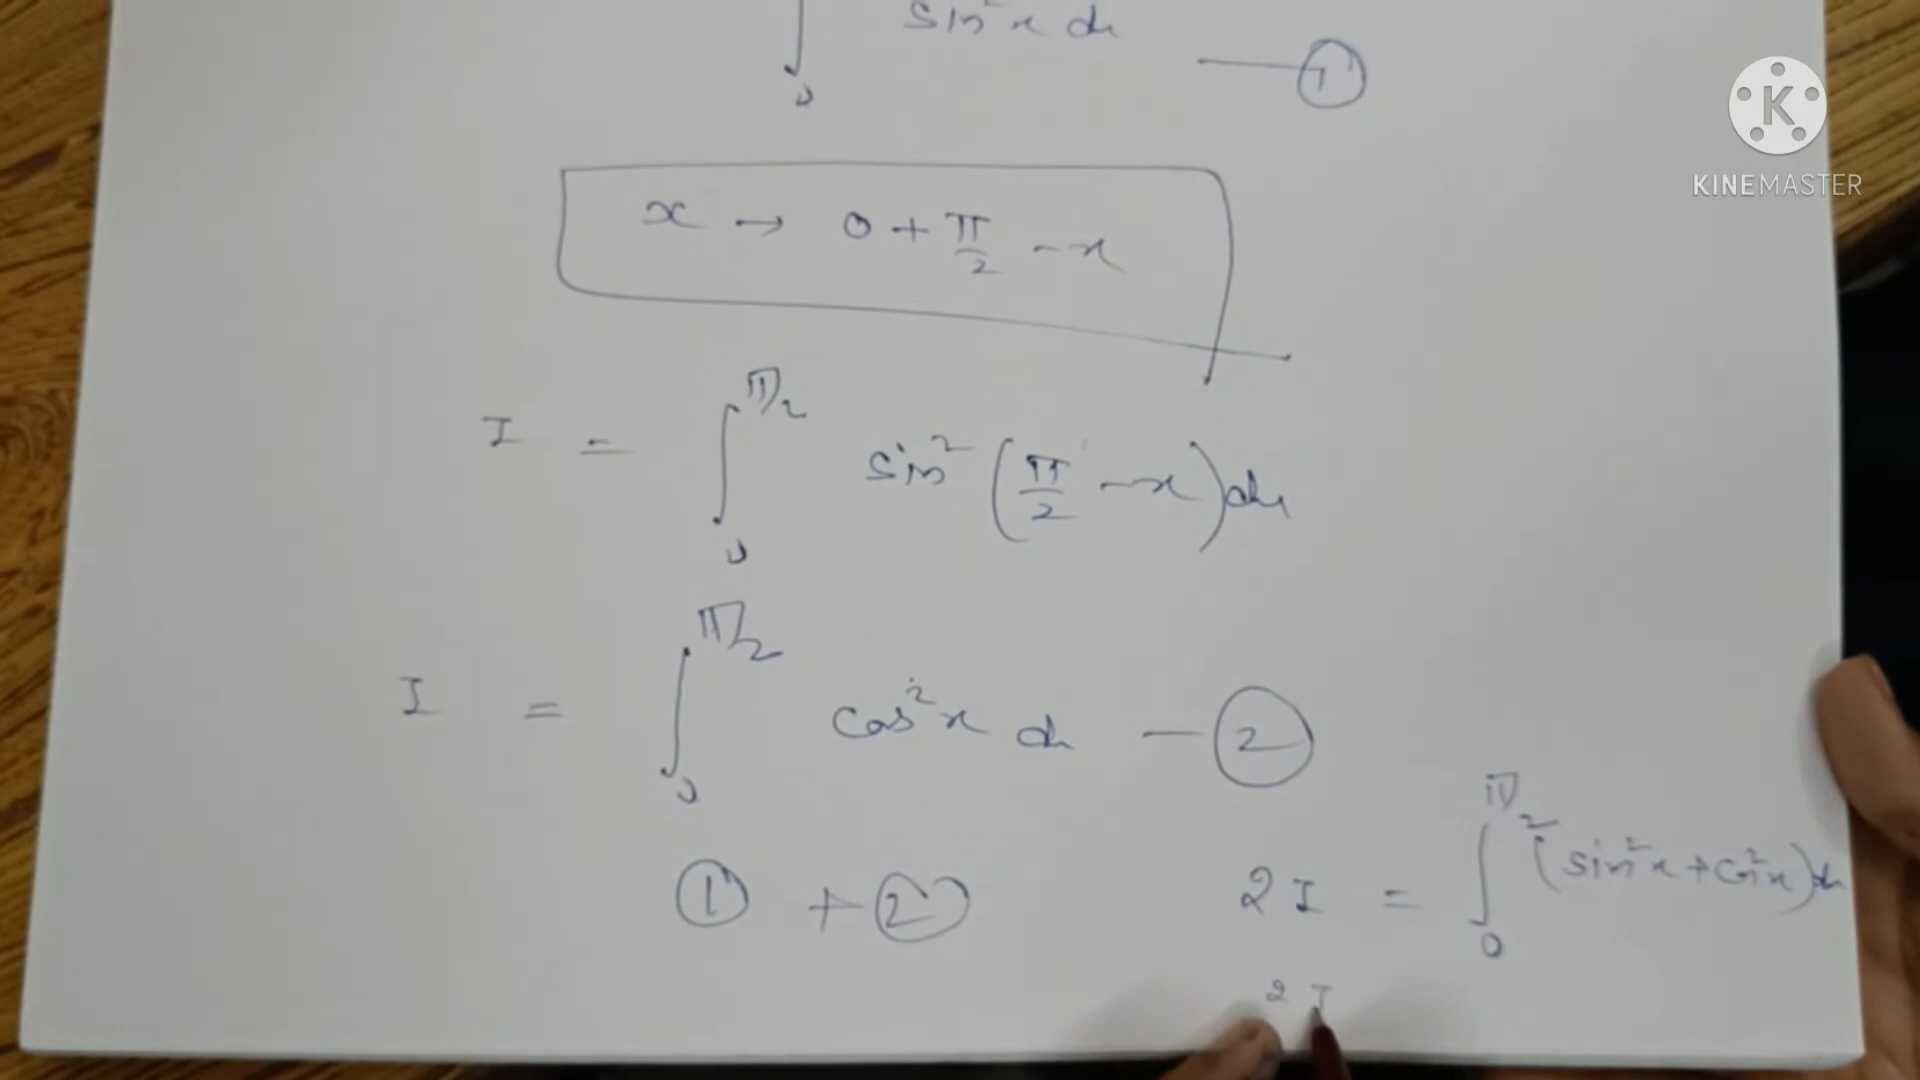 ∫₀ sin²x dx — ①
x → 0 + π/2 - x
I = ∫₀^π/2 sin² (π/2 - x) dx
I = ∫₀^π/2 cos²x dx - ②
① + ② 2I = ∫₀^π/2 (sin²x + cos²x) dx
2I
K
KINEMASTER